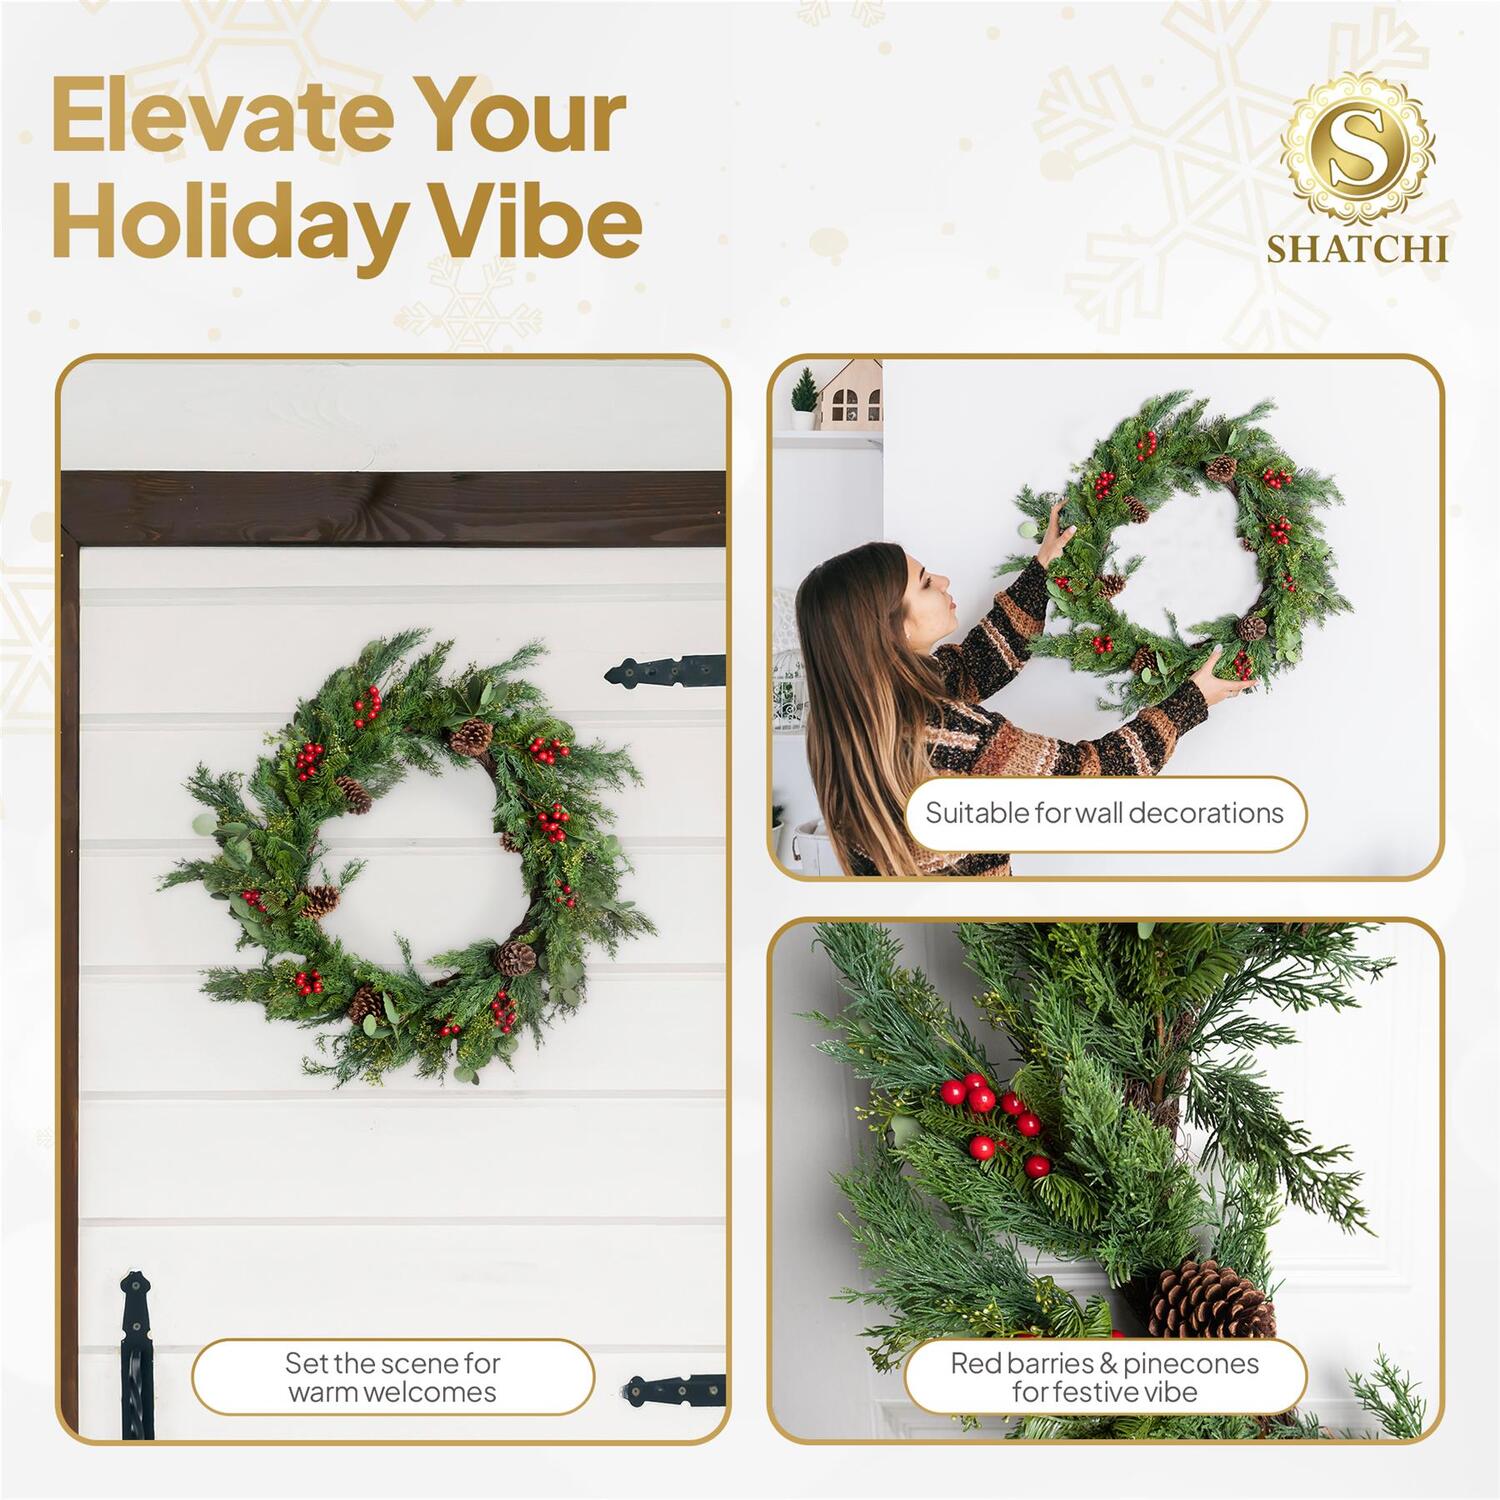 Elevate Your
Holiday Vibe
S
SHATCHI
Suitable for wall decorations
Set the scene for
warm welcomes
Red barries & pinecones
for festive vibe